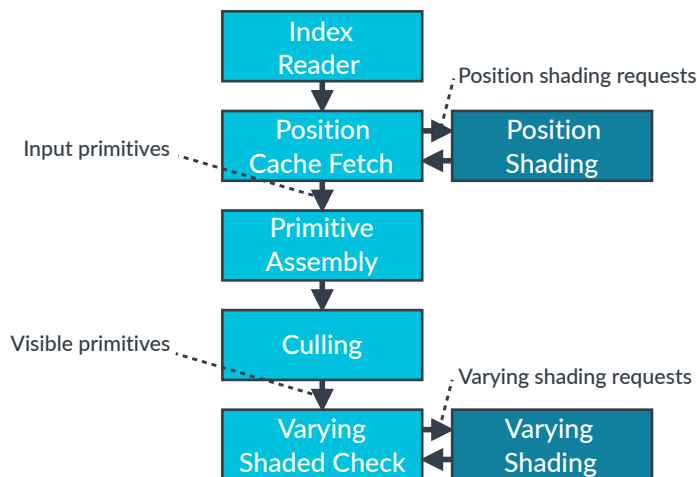 Index
Reader
Position shading requests
Position
Cache Fetch
Position
Shading
Input primitives
Primitive
Assembly
Culling
Visible primitives
Varying shading requests
Varying
Shaded Check
Varying
Shading